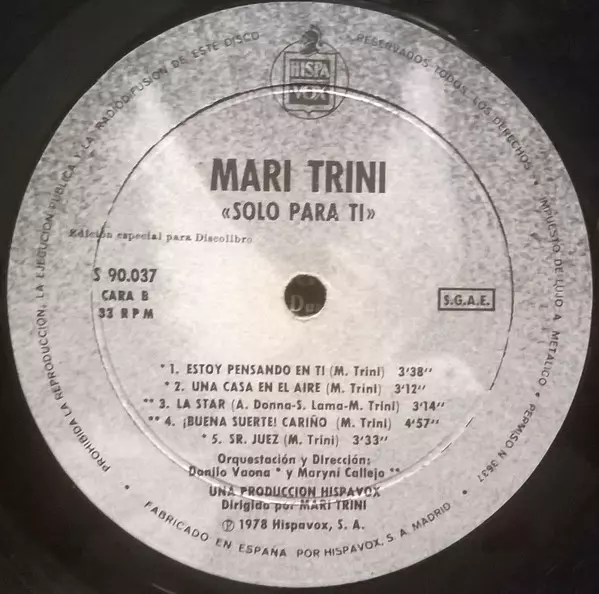 PROHIBIDA LA REPRODUCCION, LA EJECUCION PUBLICA Y LA RADIODIFUSION DE ESTE DISCO
RESERVADOS TODOS LOS DERECHOS • IMPUESTO DE LUJO A METALICO • PERMISO N 3637
HISPA
VOX
MARI TRINI
«SOLO PARA TI»
Edición especial para Discolibro
S 90.037
CARA B
33 RPM
S.G.A.E.
* 1. ESTOY PENSANDO EN TI (M. Trini) 3'38''
* 2. UNA CASA EN EL AIRE (M. Trini) 3'12''
** 3. LA STAR (A. Donna-S. Lama-M. Trini) 3'14''
** 4. ¡BUENA SUERTE! CARIÑO (M. Trini) 4'57''
* 5. SR. JUEZ (M. Trini) 3'33''
Orquestación y Dirección:
Danilo Vaona * y Maryní Callejo **
UNA PRODUCCION HISPAVOX
Dirigida por MARI TRINI
Ⓟ 1978 Hispavox, S. A.
FABRICADO EN ESPAÑA POR HISPAVOX, S. A. MADRID